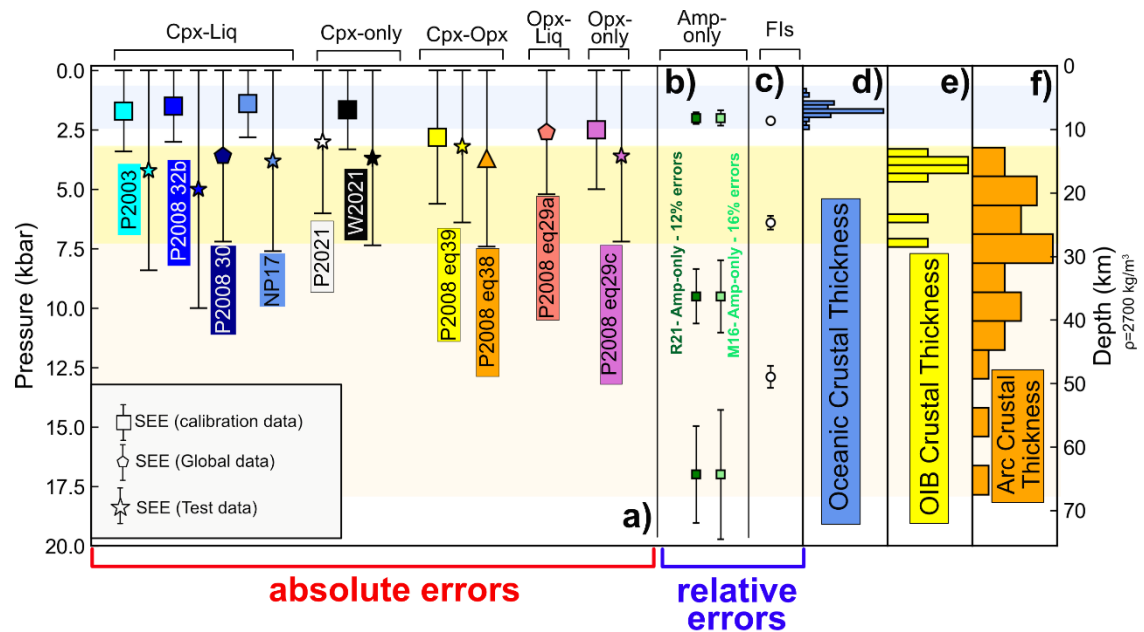 Cpx-Liq
Cpx-only
Cpx-Opx
Opx-
Liq
Opx-
only
Amp-
only
FIs
Pressure (kbar)
0.0
2.5
5.0
7.5
10.0
12.5
15.0
17.5
20.0
P2003
P2008 32b
P2008 30
NP17
P2021
W2021
P2008 eq39
P2008 eq38
P2008 eq29a
P2008 eq29c
SEE (calibration data)
SEE (Global data)
SEE (Test data)
a)
b)
R21- Amp-only - 12% errors
M16- Amp-only - 16% errors
c)
d)
Oceanic Crustal Thickness
e)
OIB Crustal Thickness
f)
Arc Crustal
Thickness
0
10
20
30
40
50
60
70
Depth (km)
ρ=2700 kg/m³
absolute errors
relative
errors